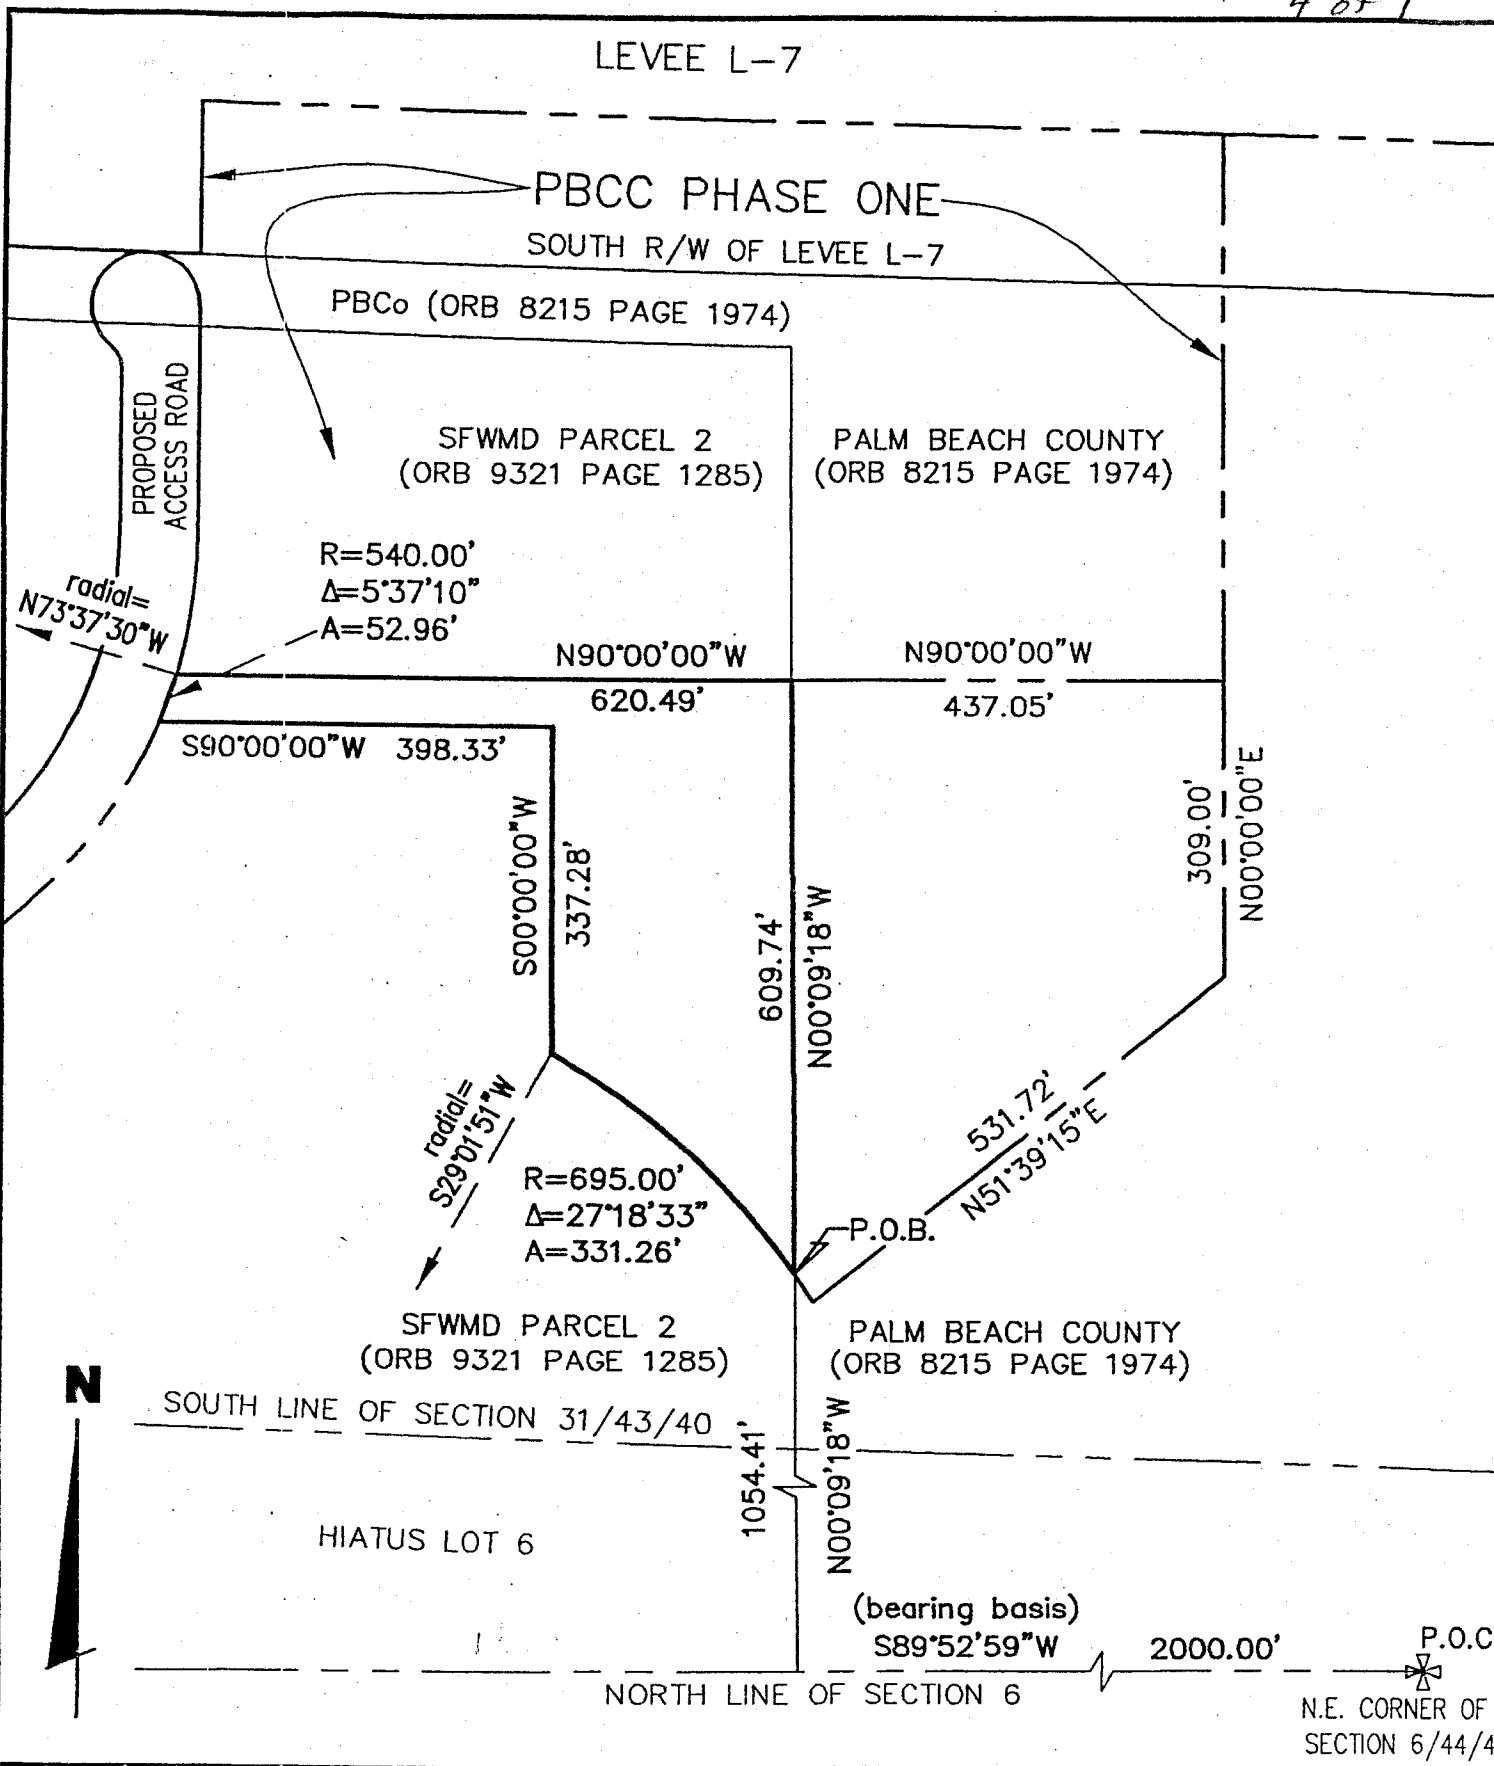 4 of 1
LEVEE L-7
PBCC PHASE ONE
SOUTH R/W OF LEVEE L-7
PBCo (ORB 8215 PAGE 1974)
PROPOSED
ACCESS ROAD
SFWMD PARCEL 2
(ORB 9321 PAGE 1285)
PALM BEACH COUNTY
(ORB 8215 PAGE 1974)
R=540.00'
Δ=5°37'10"
A=52.96'
radial=
N73°37'30"W
N90°00'00"W
620.49'
N90°00'00"W
437.05'
S90°00'00"W 398.33'
S00°00'00"W
337.28'
609.74'
N00°09'18"W
309.00'
N00°00'00"E
radial=
S29°01'51"W
R=695.00'
Δ=27°18'33"
A=331.26'
531.72'
N51°39'15"E
P.O.B.
SFWMD PARCEL 2
(ORB 9321 PAGE 1285)
PALM BEACH COUNTY
(ORB 8215 PAGE 1974)
N
SOUTH LINE OF SECTION 31/43/40
1054.41'
N00°09'18"W
HIATUS LOT 6
(bearing basis)
S89°52'59"W 2000.00'
P.O.C
NORTH LINE OF SECTION 6
N.E. CORNER OF
SECTION 6/44/4